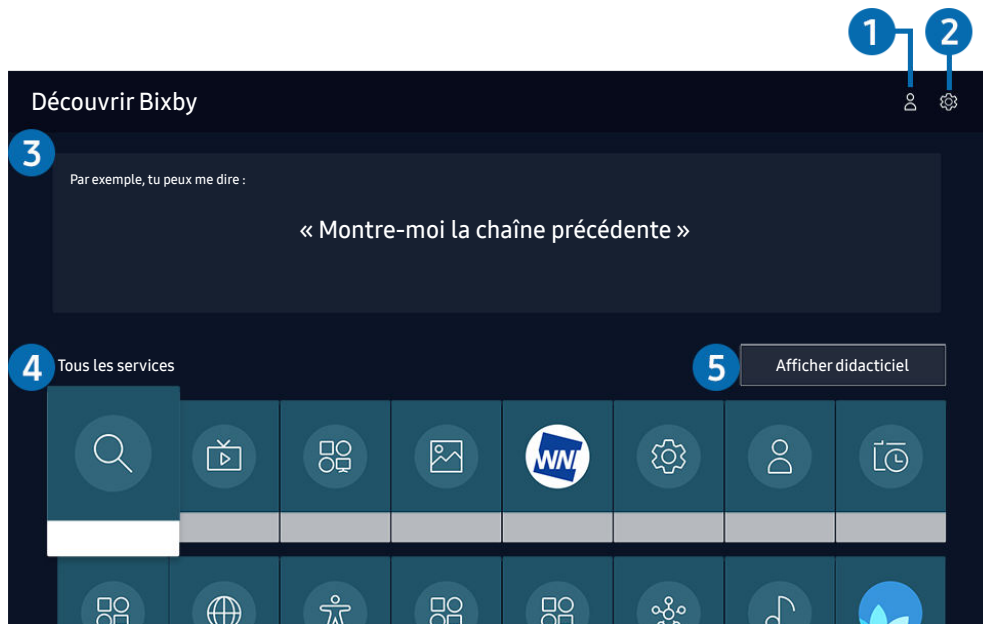 1 2
Découvrir Bixby
3
Par exemple, tu peux me dire :
« Montre-moi la chaîne précédente »
4 Tous les services
5 Afficher didacticiel
WNI